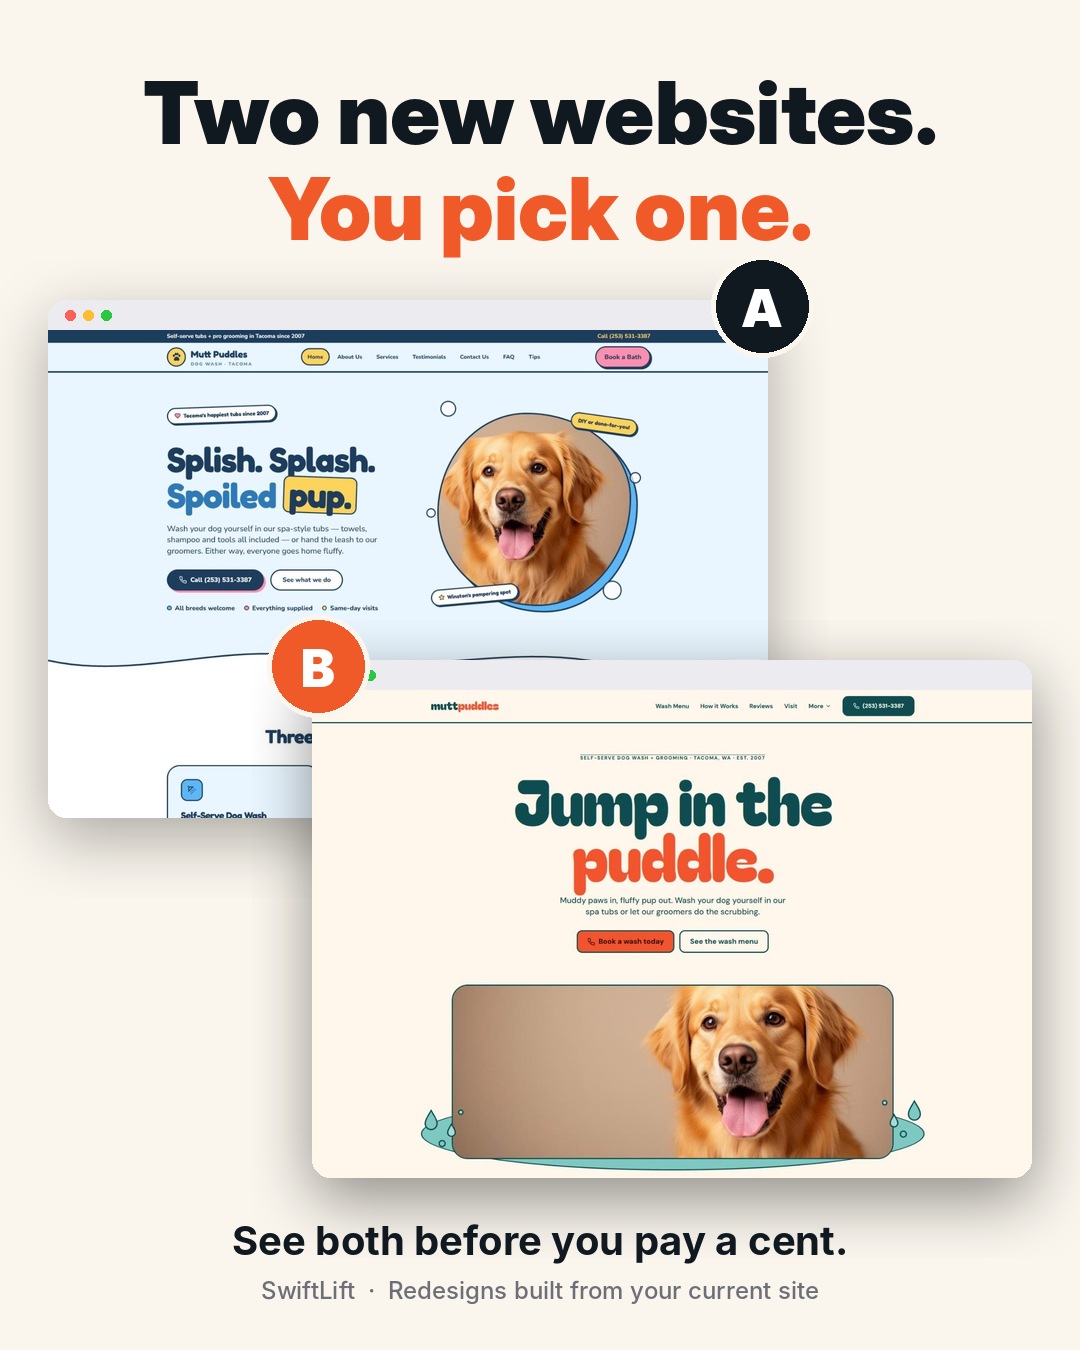 Two new websites.
You pick one.
A
Self-serve tubs + pro grooming in Tacoma since 2007
Call (253) 531-3387
Mutt Puddles
DOG WASH · TACOMA
Home
About Us
Services
Testimonials
Contact Us
FAQ
Tips
Book a Bath
Tacoma's happiest tubs since 2007
DIY or done-for-you!
Splish. Splash.
Spoiled pup.
Wash your dog yourself in our spa-style tubs — towels,
shampoo and tools all included — or hand the leash to our
groomers. Either way, everyone goes home fluffy.
Call (253) 531-3387
See what we do
Winston's pampering spot
All breeds welcome
Everything supplied
Same-day visits
Three
Self-Serve Dog Wash
B
muttpuddles
Wash Menu
How it Works
Reviews
Visit
More
(253) 531-3387
SELF-SERVE DOG WASH + GROOMING · TACOMA, WA · EST. 2007
Jump in the
puddle.
Muddy paws in, fluffy pup out. Wash your dog yourself in our
spa tubs or let our groomers do the scrubbing.
Book a wash today
See the wash menu
See both before you pay a cent.
SwiftLift · Redesigns built from your current site